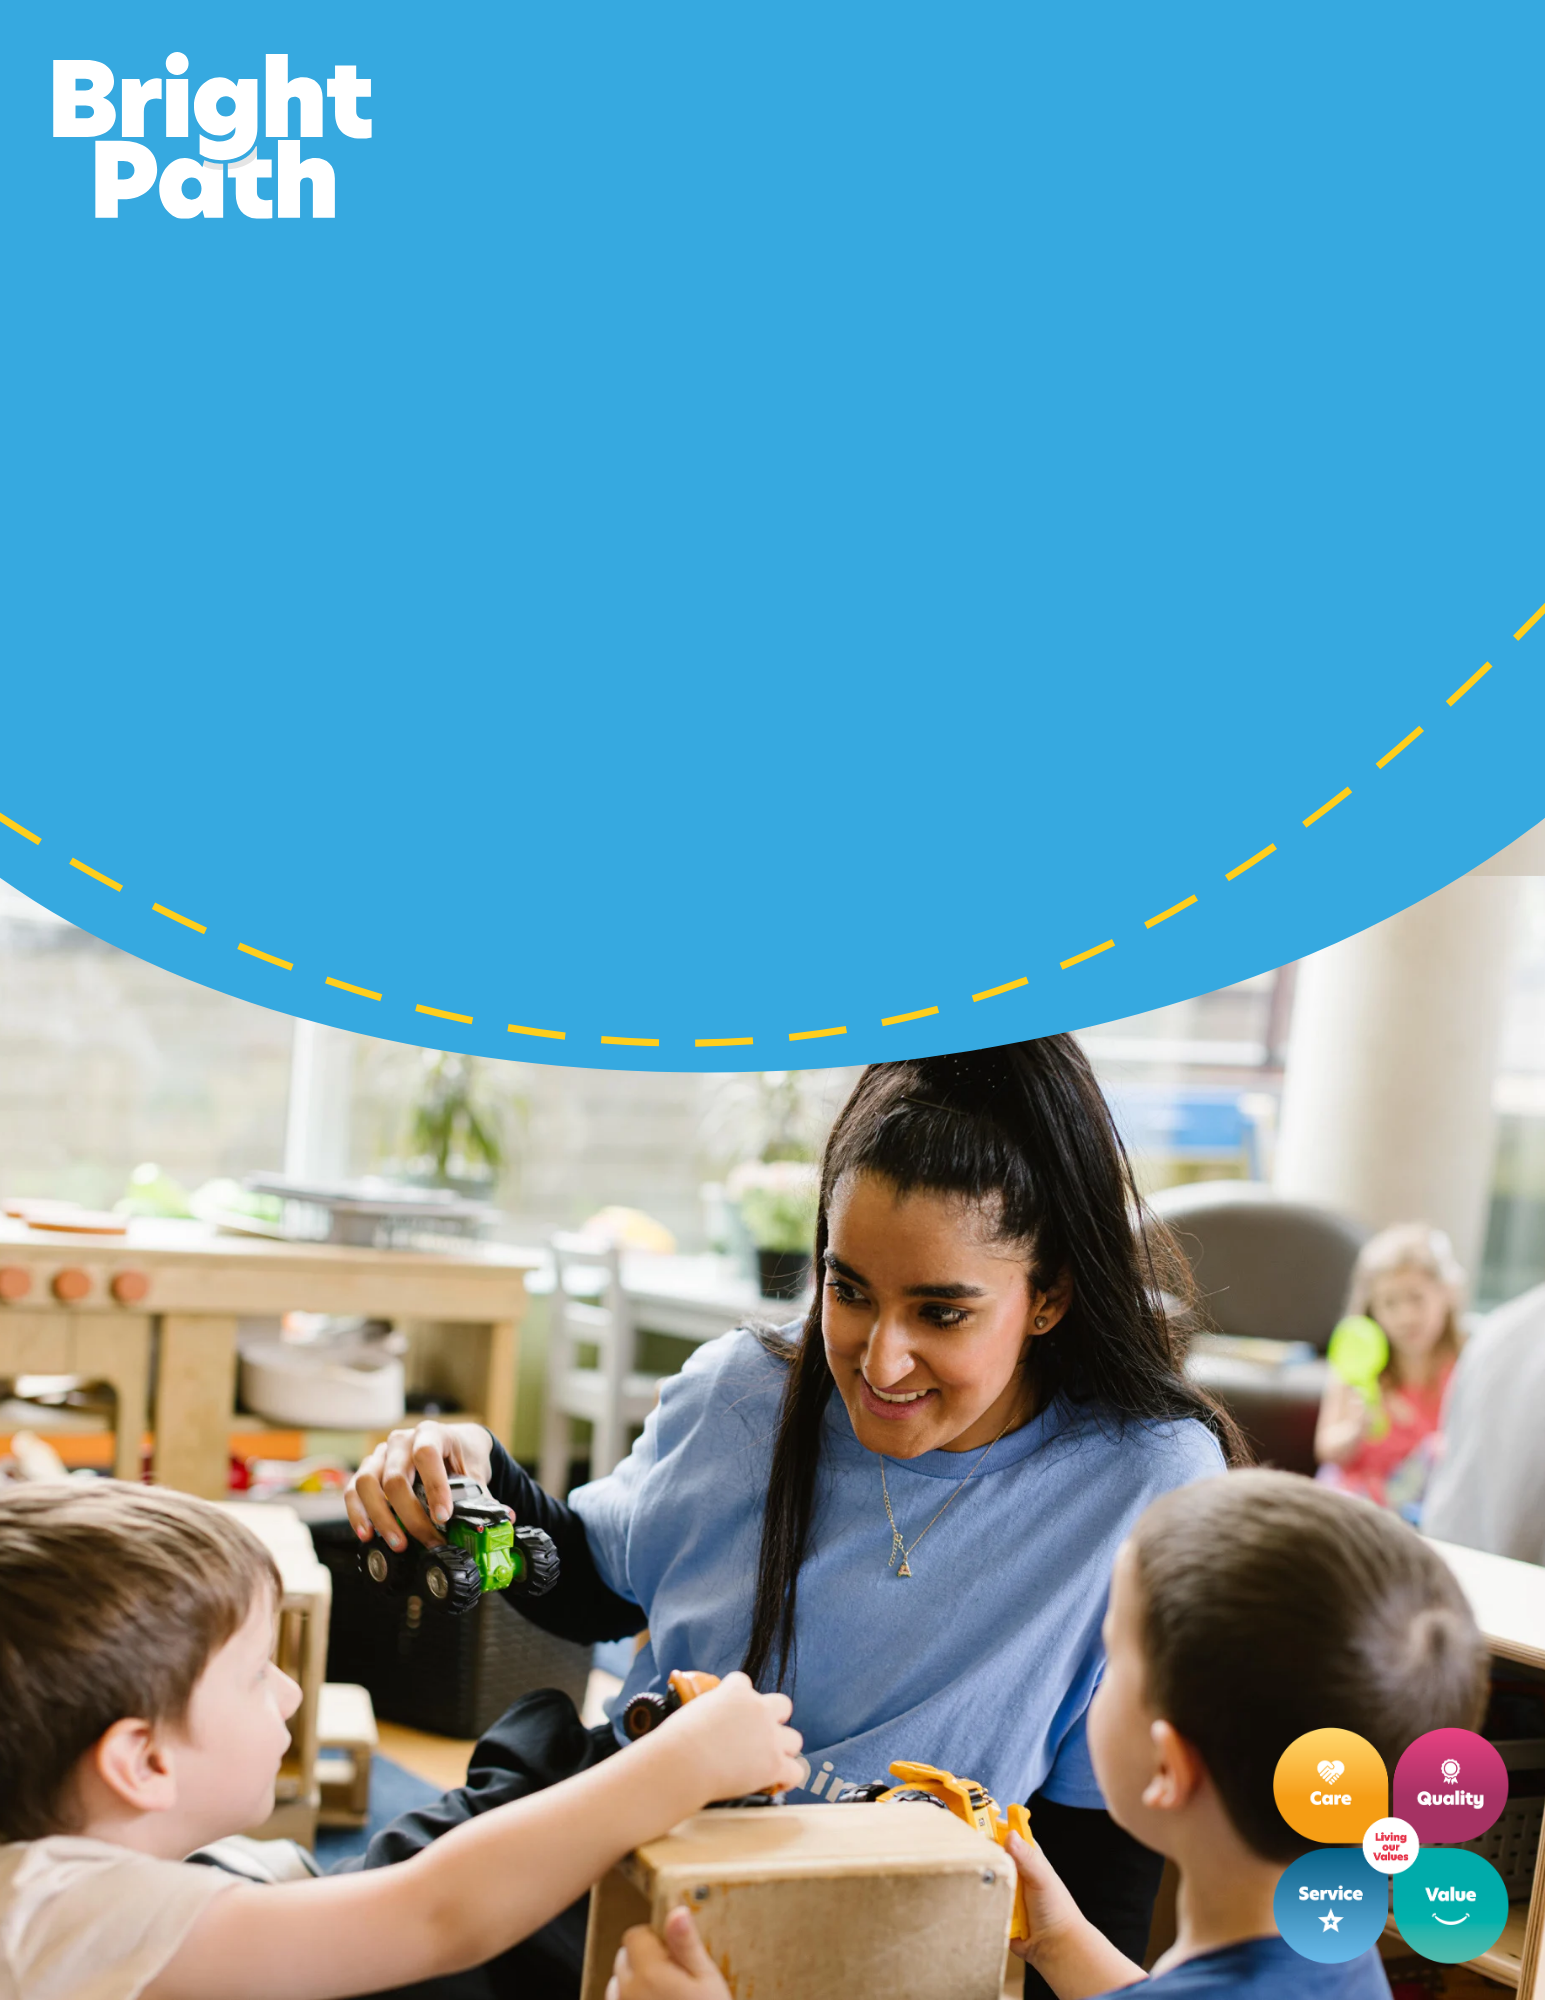 Bright
Path
Care
Quality
Living
our
Values
Service
Value